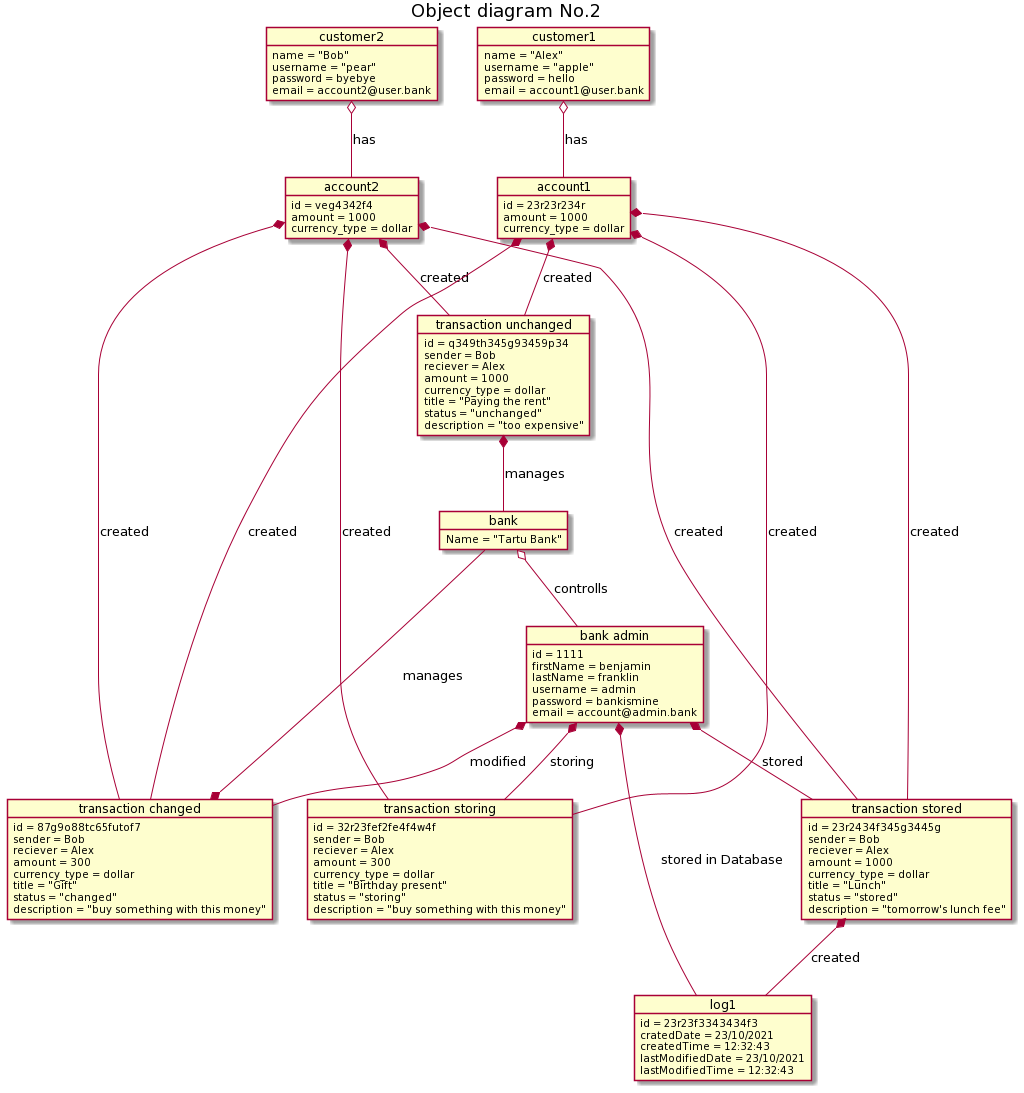 Object diagram No.2
customer2
name = "Bob"
username = "pear"
password = byebye
email = account2@user.bank
customer1
name = "Alex"
username = "apple"
password = hello
email = account1@user.bank
has
has
account2
id = veg4342f4
amount = 1000
currency_type = dollar
account1
id = 23r23r234r
amount = 1000
currency_type = dollar
created
created
transaction unchanged
id = q349th345g93459p34
sender = Bob
reciever = Alex
amount = 1000
currency_type = dollar
title = "Paying the rent"
status = "unchanged"
description = "too expensive"
manages
bank
Name = "Tartu Bank"
created
created
created
created
created
created
controlls
bank admin
id = 1111
firstName = benjamin
lastName = franklin
username = admin
password = bankismine
email = account@admin.bank
manages
modified
storing
stored
transaction changed
id = 87g9o88tc65futof7
sender = Bob
reciever = Alex
amount = 300
currency_type = dollar
title = "Gift"
status = "changed"
description = "buy something with this money"
transaction storing
id = 32r23fef2fe4f4w4f
sender = Bob
reciever = Alex
amount = 300
currency_type = dollar
title = "Birthday present"
status = "storing"
description = "buy something with this money"
stored in Database
transaction stored
id = 23r2434f345g3445g
sender = Bob
reciever = Alex
amount = 1000
currency_type = dollar
title = "Lunch"
status = "stored"
description = "tomorrow's lunch fee"
created
log1
id = 23r23f3343434f3
cratedDate = 23/10/2021
createdTime = 12:32:43
lastModifiedDate = 23/10/2021
lastModifiedTime = 12:32:43